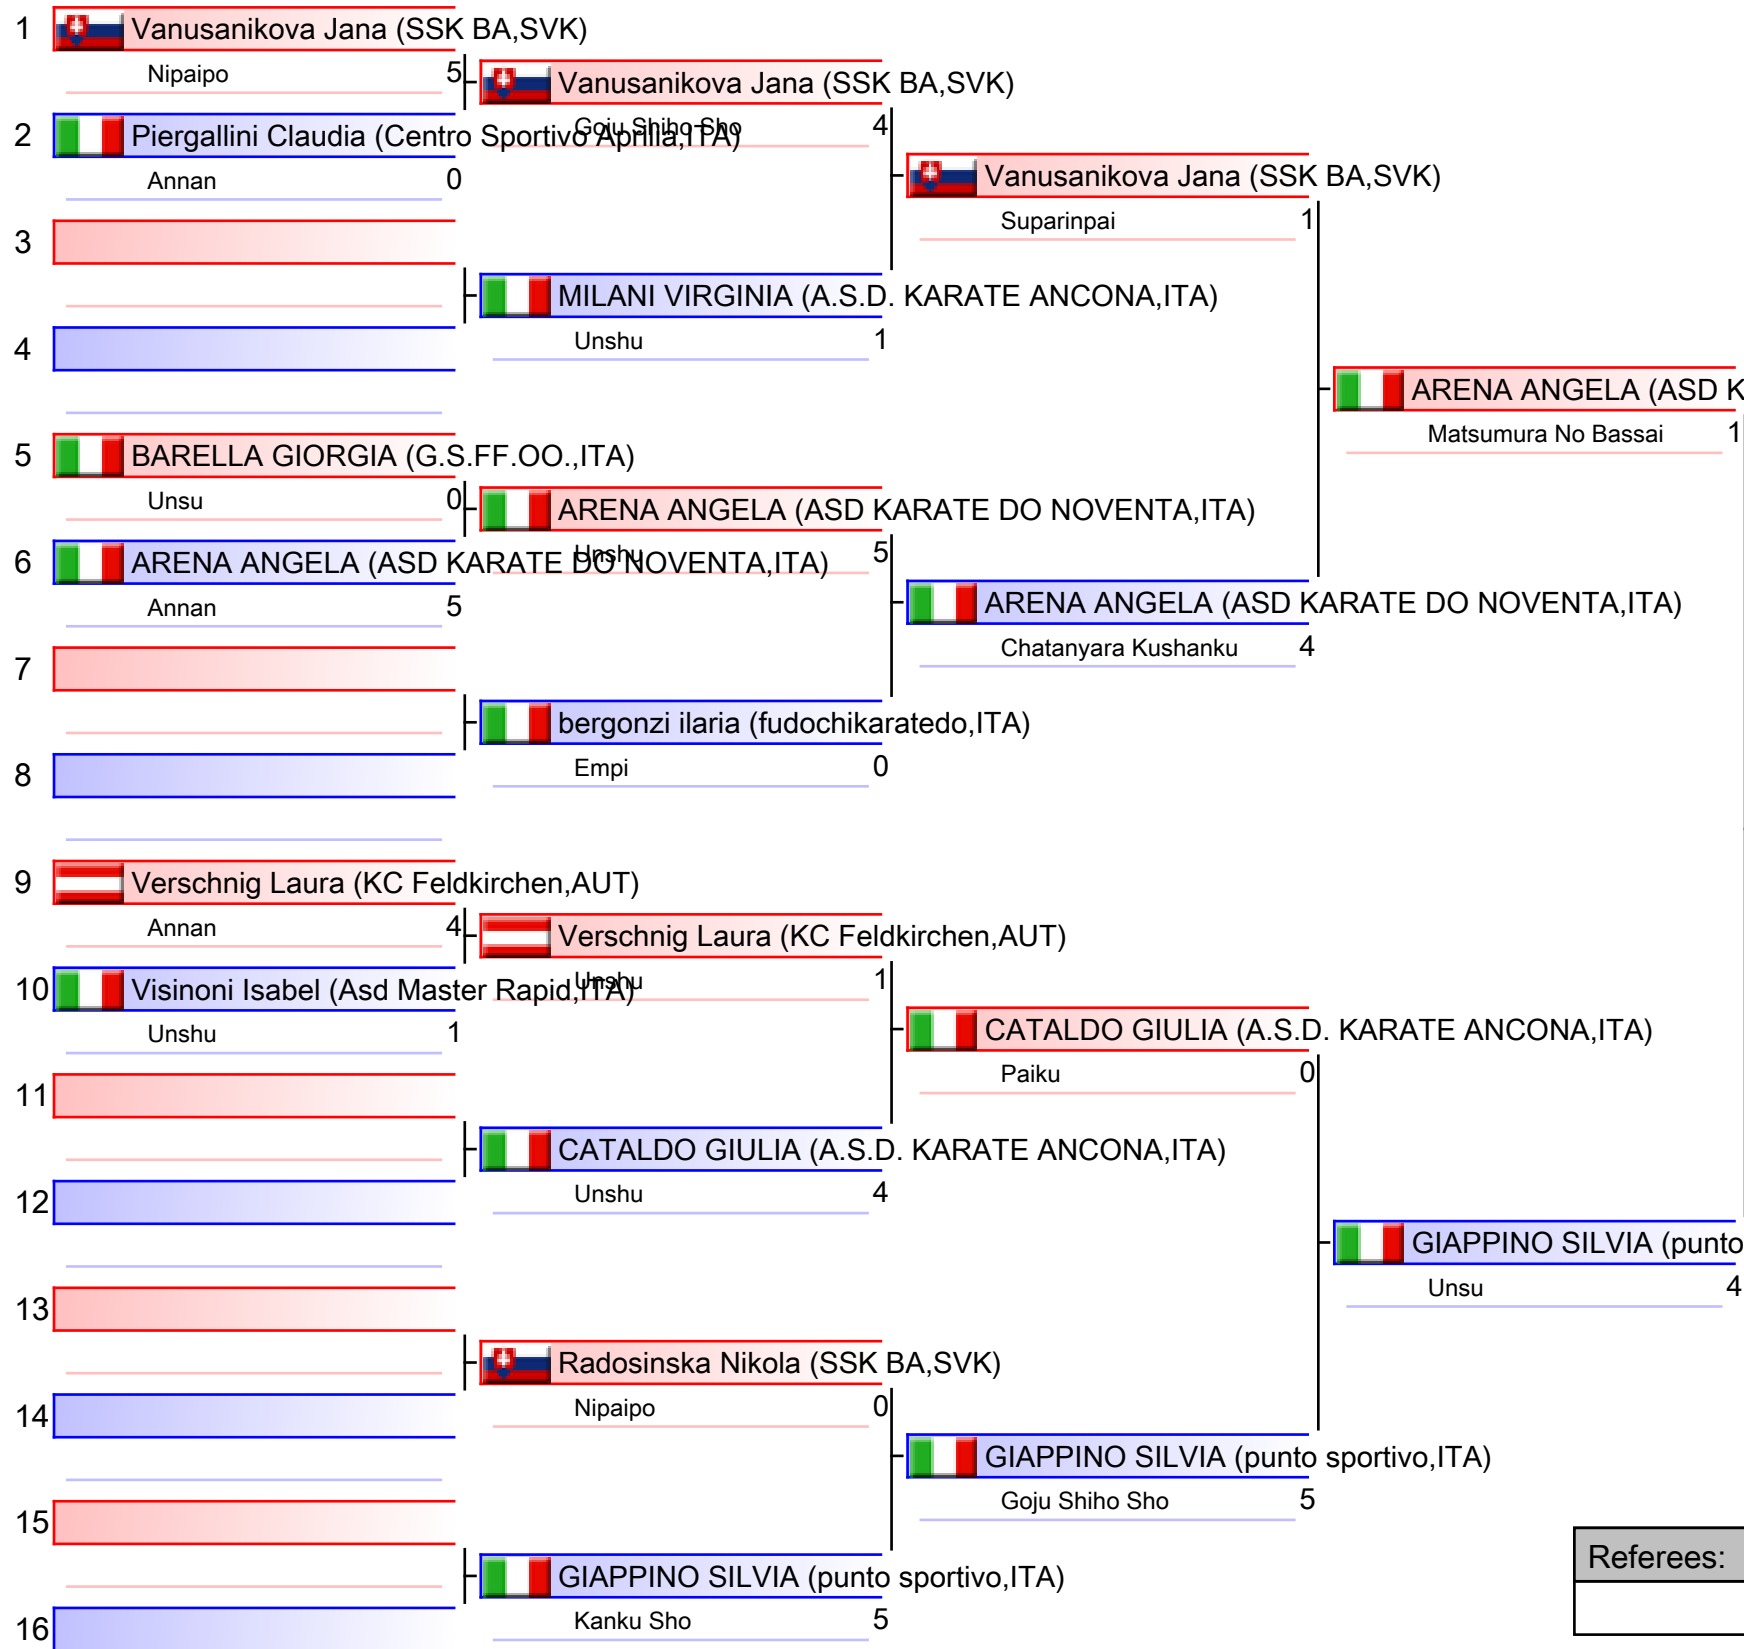 1 Vanusanikova Jana (SSK BA,SVK)
Nipaipo 5
2 Piergallini Claudia (Centro Sportivo Aprilia,ITA)
Annan 0
3
4
5 BARELLA GIORGIA (G.S.FF.OO.,ITA)
Unsu 0
6 ARENA ANGELA (ASD KARATE DO NOVENTA,ITA)
Annan 5
7
8
9 Verschnig Laura (KC Feldkirchen,AUT)
Annan 4
10 Visinoni Isabel (Asd Master Rapid,ITA)
Unshu 1
11
12
13
14
15
16
Vanusanikova Jana (SSK BA,SVK)
Goju Shiho Sho 4
MILANI VIRGINIA (A.S.D. KARATE ANCONA,ITA)
Unshu 1
ARENA ANGELA (ASD KARATE DO NOVENTA,ITA)
Unshu 5
bergonzi ilaria (fudochikaratedo,ITA)
Empi 0
Verschnig Laura (KC Feldkirchen,AUT)
Unshu 1
CATALDO GIULIA (A.S.D. KARATE ANCONA,ITA)
Unshu 4
Radosinska Nikola (SSK BA,SVK)
Nipaipo 0
GIAPPINO SILVIA (punto sportivo,ITA)
Kanku Sho 5
Vanusanikova Jana (SSK BA,SVK)
Suparinpai 1
ARENA ANGELA (ASD KARATE DO NOVENTA,ITA)
Chatanyara Kushanku 4
CATALDO GIULIA (A.S.D. KARATE ANCONA,ITA)
Paiku 0
GIAPPINO SILVIA (punto sportivo,ITA)
Goju Shiho Sho 5
ARENA ANGELA (ASD K
Matsumura No Bassai 1
GIAPPINO SILVIA (punto
Unsu 4
Referees: